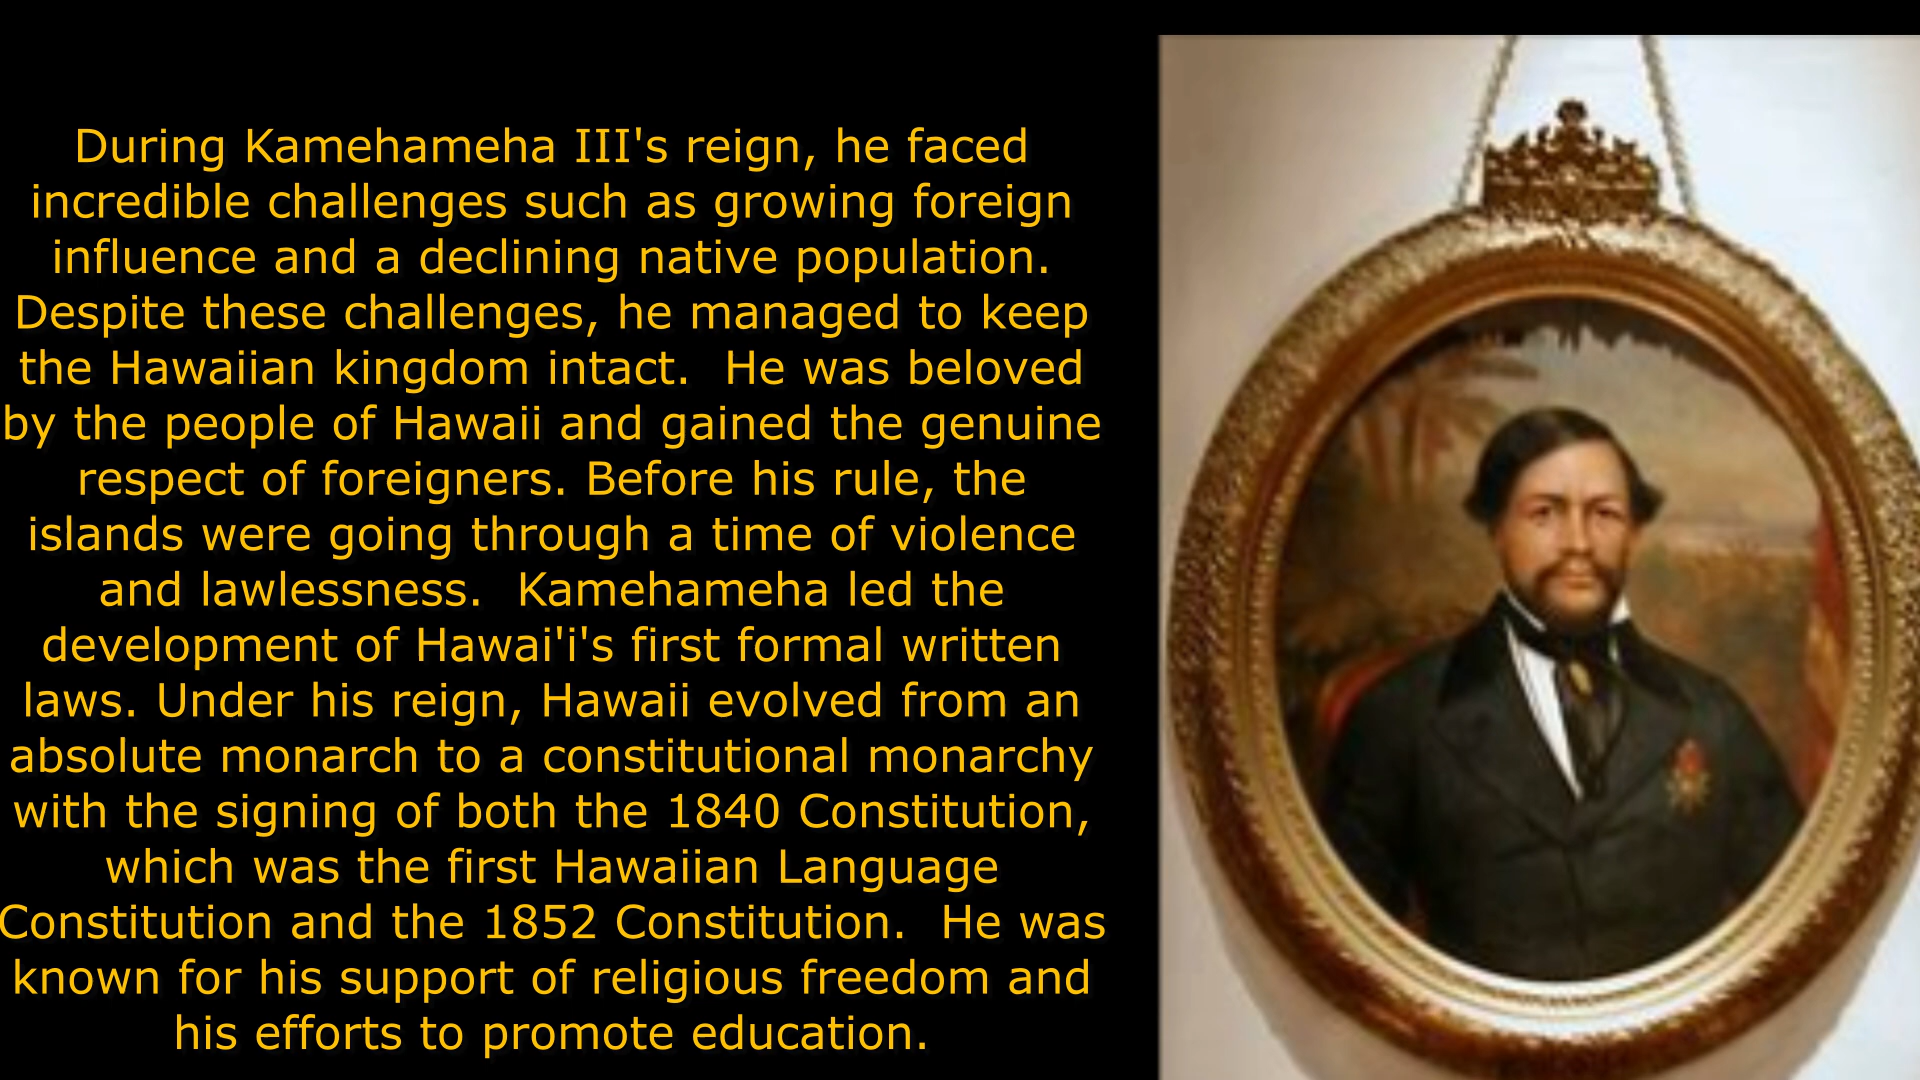 During Kamehameha III's reign, he faced
incredible challenges such as growing foreign
influence and a declining native population.
Despite these challenges, he managed to keep
the Hawaiian kingdom intact.  He was beloved
by the people of Hawaii and gained the genuine
respect of foreigners. Before his rule, the
islands were going through a time of violence
and lawlessness.  Kamehameha led the
development of Hawai'i's first formal written
laws. Under his reign, Hawaii evolved from an
absolute monarch to a constitutional monarchy
with the signing of both the 1840 Constitution,
which was the first Hawaiian Language
Constitution and the 1852 Constitution.  He was
known for his support of religious freedom and
his efforts to promote education.